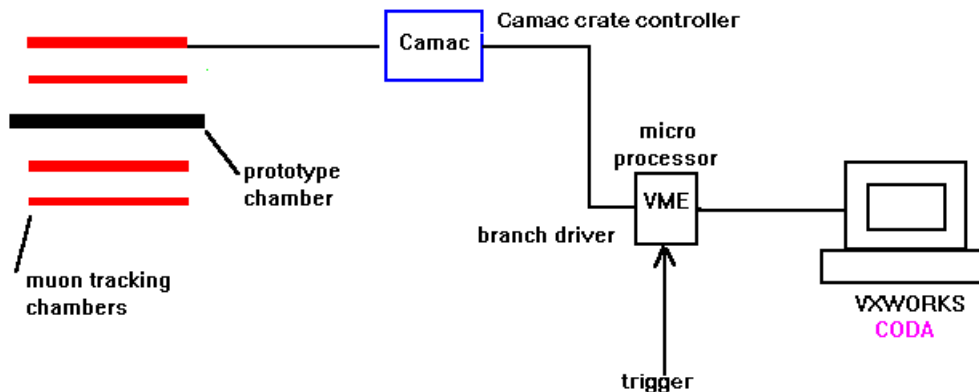 Camac crate controller
Camac
micro
processor
prototype
chamber
VME
branch driver
muon tracking
chambers
VXWORKS
CODA
trigger